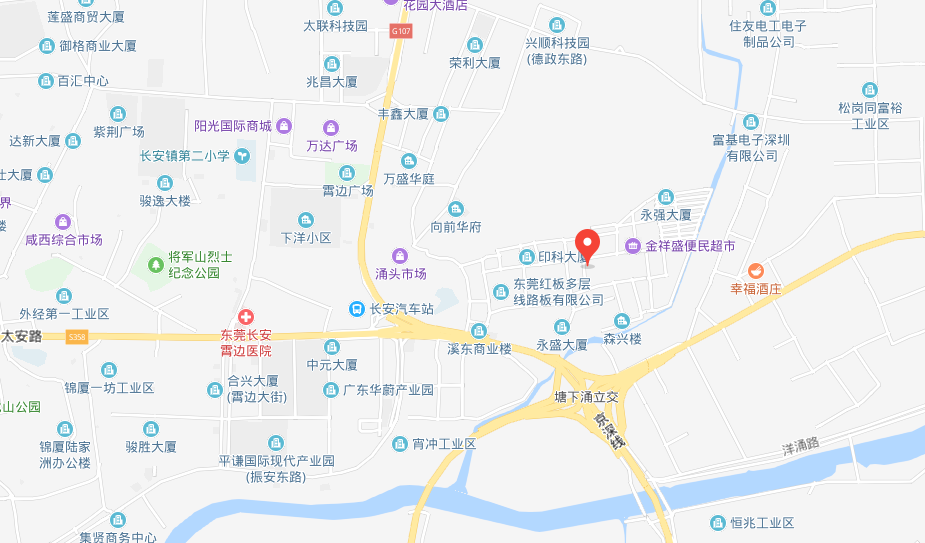 花园大酒店
莲盛商贸大厦
太联科技园
G107
御格商业大厦
荣利大厦
兴顺科技园
(德政东路)
住友电工电子
制品公司
百汇中心
兆昌大厦
紫荆广场
阳光国际商城
万达广场
丰鑫大厦
松岗同富裕
工业区
达新大厦
长安镇第二小学
富基电子深圳
有限公司
万盛华庭
士大厦
骏逸大楼
霄边广场
界
永强大厦
楼
咸西综合市场
下洋小区
向前华府
金祥盛便民超市
将军山烈士
纪念公园
涌头市场
印科大厦
幸福酒庄
东莞红板多层
线路板有限公司
外经第一工业区
长安汽车站
太安路
S358
东莞长安
霄边医院
溪东商业楼
永盛大厦
森兴楼
中元大厦
锦厦一坊工业区
合兴大厦
(霄边大街)
广东华蔚产业园
塘下涌立交
山公园
京深线
锦厦陆家
洲办公楼
骏胜大厦
平谦国际现代产业园
(振安东路)
宵冲工业区
洋涌路
集贤商务中心
恒兆工业区